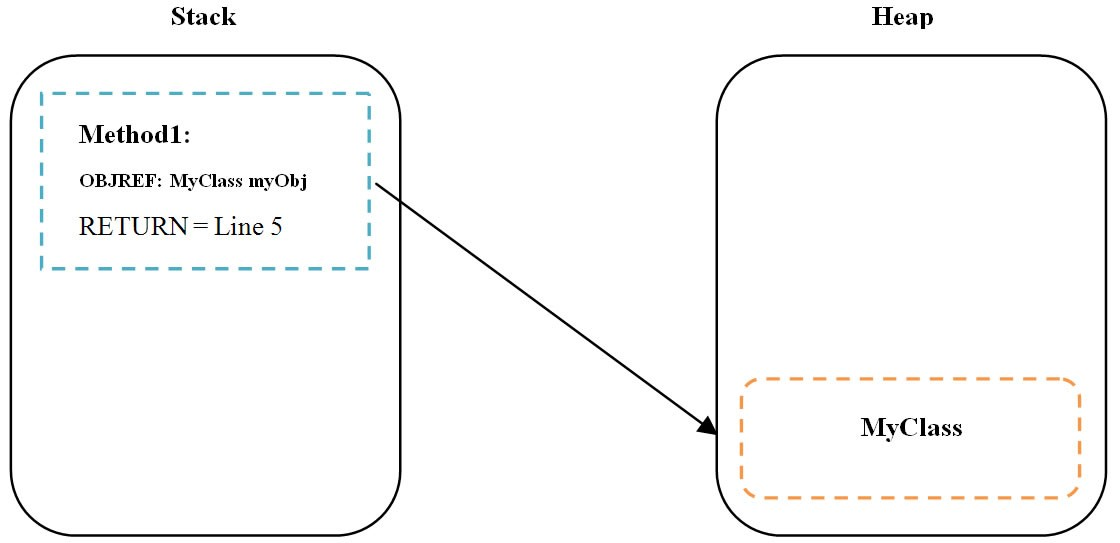 Stack
Heap
Method1:
OBJREF: MyClass myObj
RETURN = Line 5
MyClass